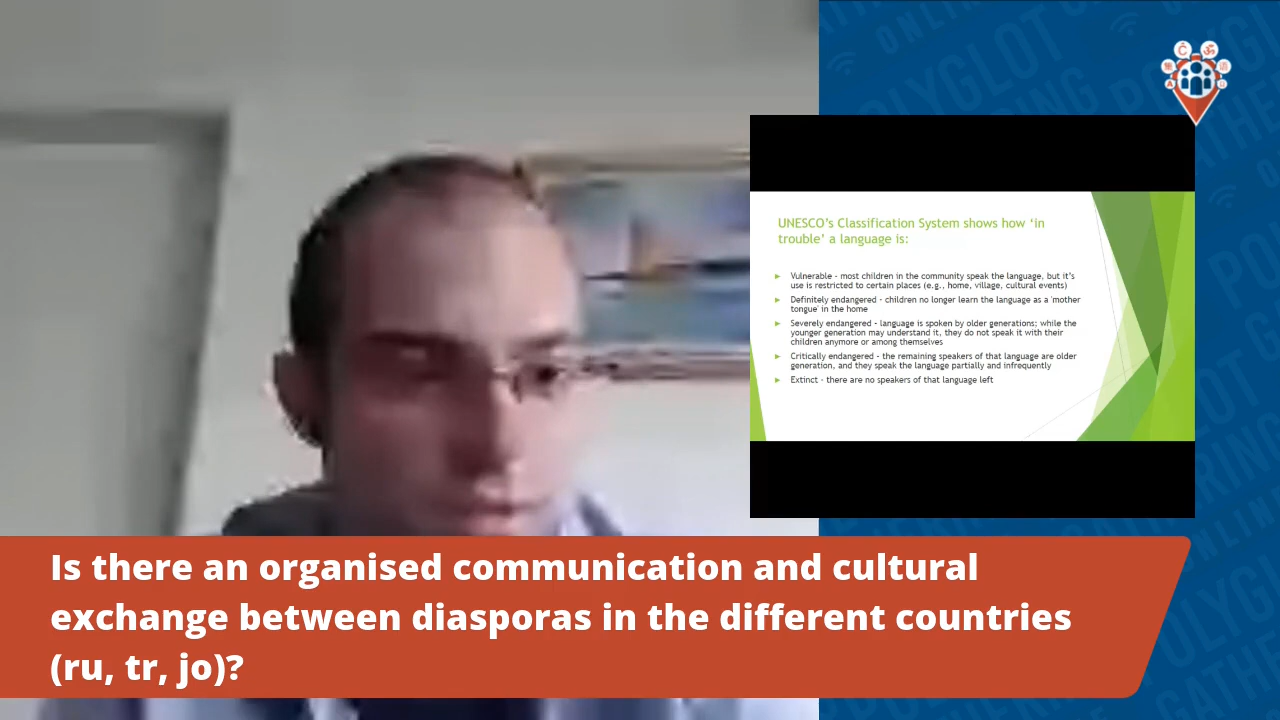 UNESCO's Classification System shows how 'in
trouble' a language is:
Vulnerable - most children in the community speak the language, but it's
use is restricted to certain places (e.g., home, village, cultural events)
Definitely endangered - children no longer learn the language as a 'mother
tongue' in the home
Severely endangered - language is spoken by older generations; while the
younger generation may understand it, they do not speak it with their
children anymore or among themselves
Critically endangered - the remaining speakers of that language are older
generation, and they speak the language partially and infrequently
Extinct - there are no speakers of that language left
Is there an organised communication and cultural
exchange between diasporas in the different countries
(ru, tr, jo)?